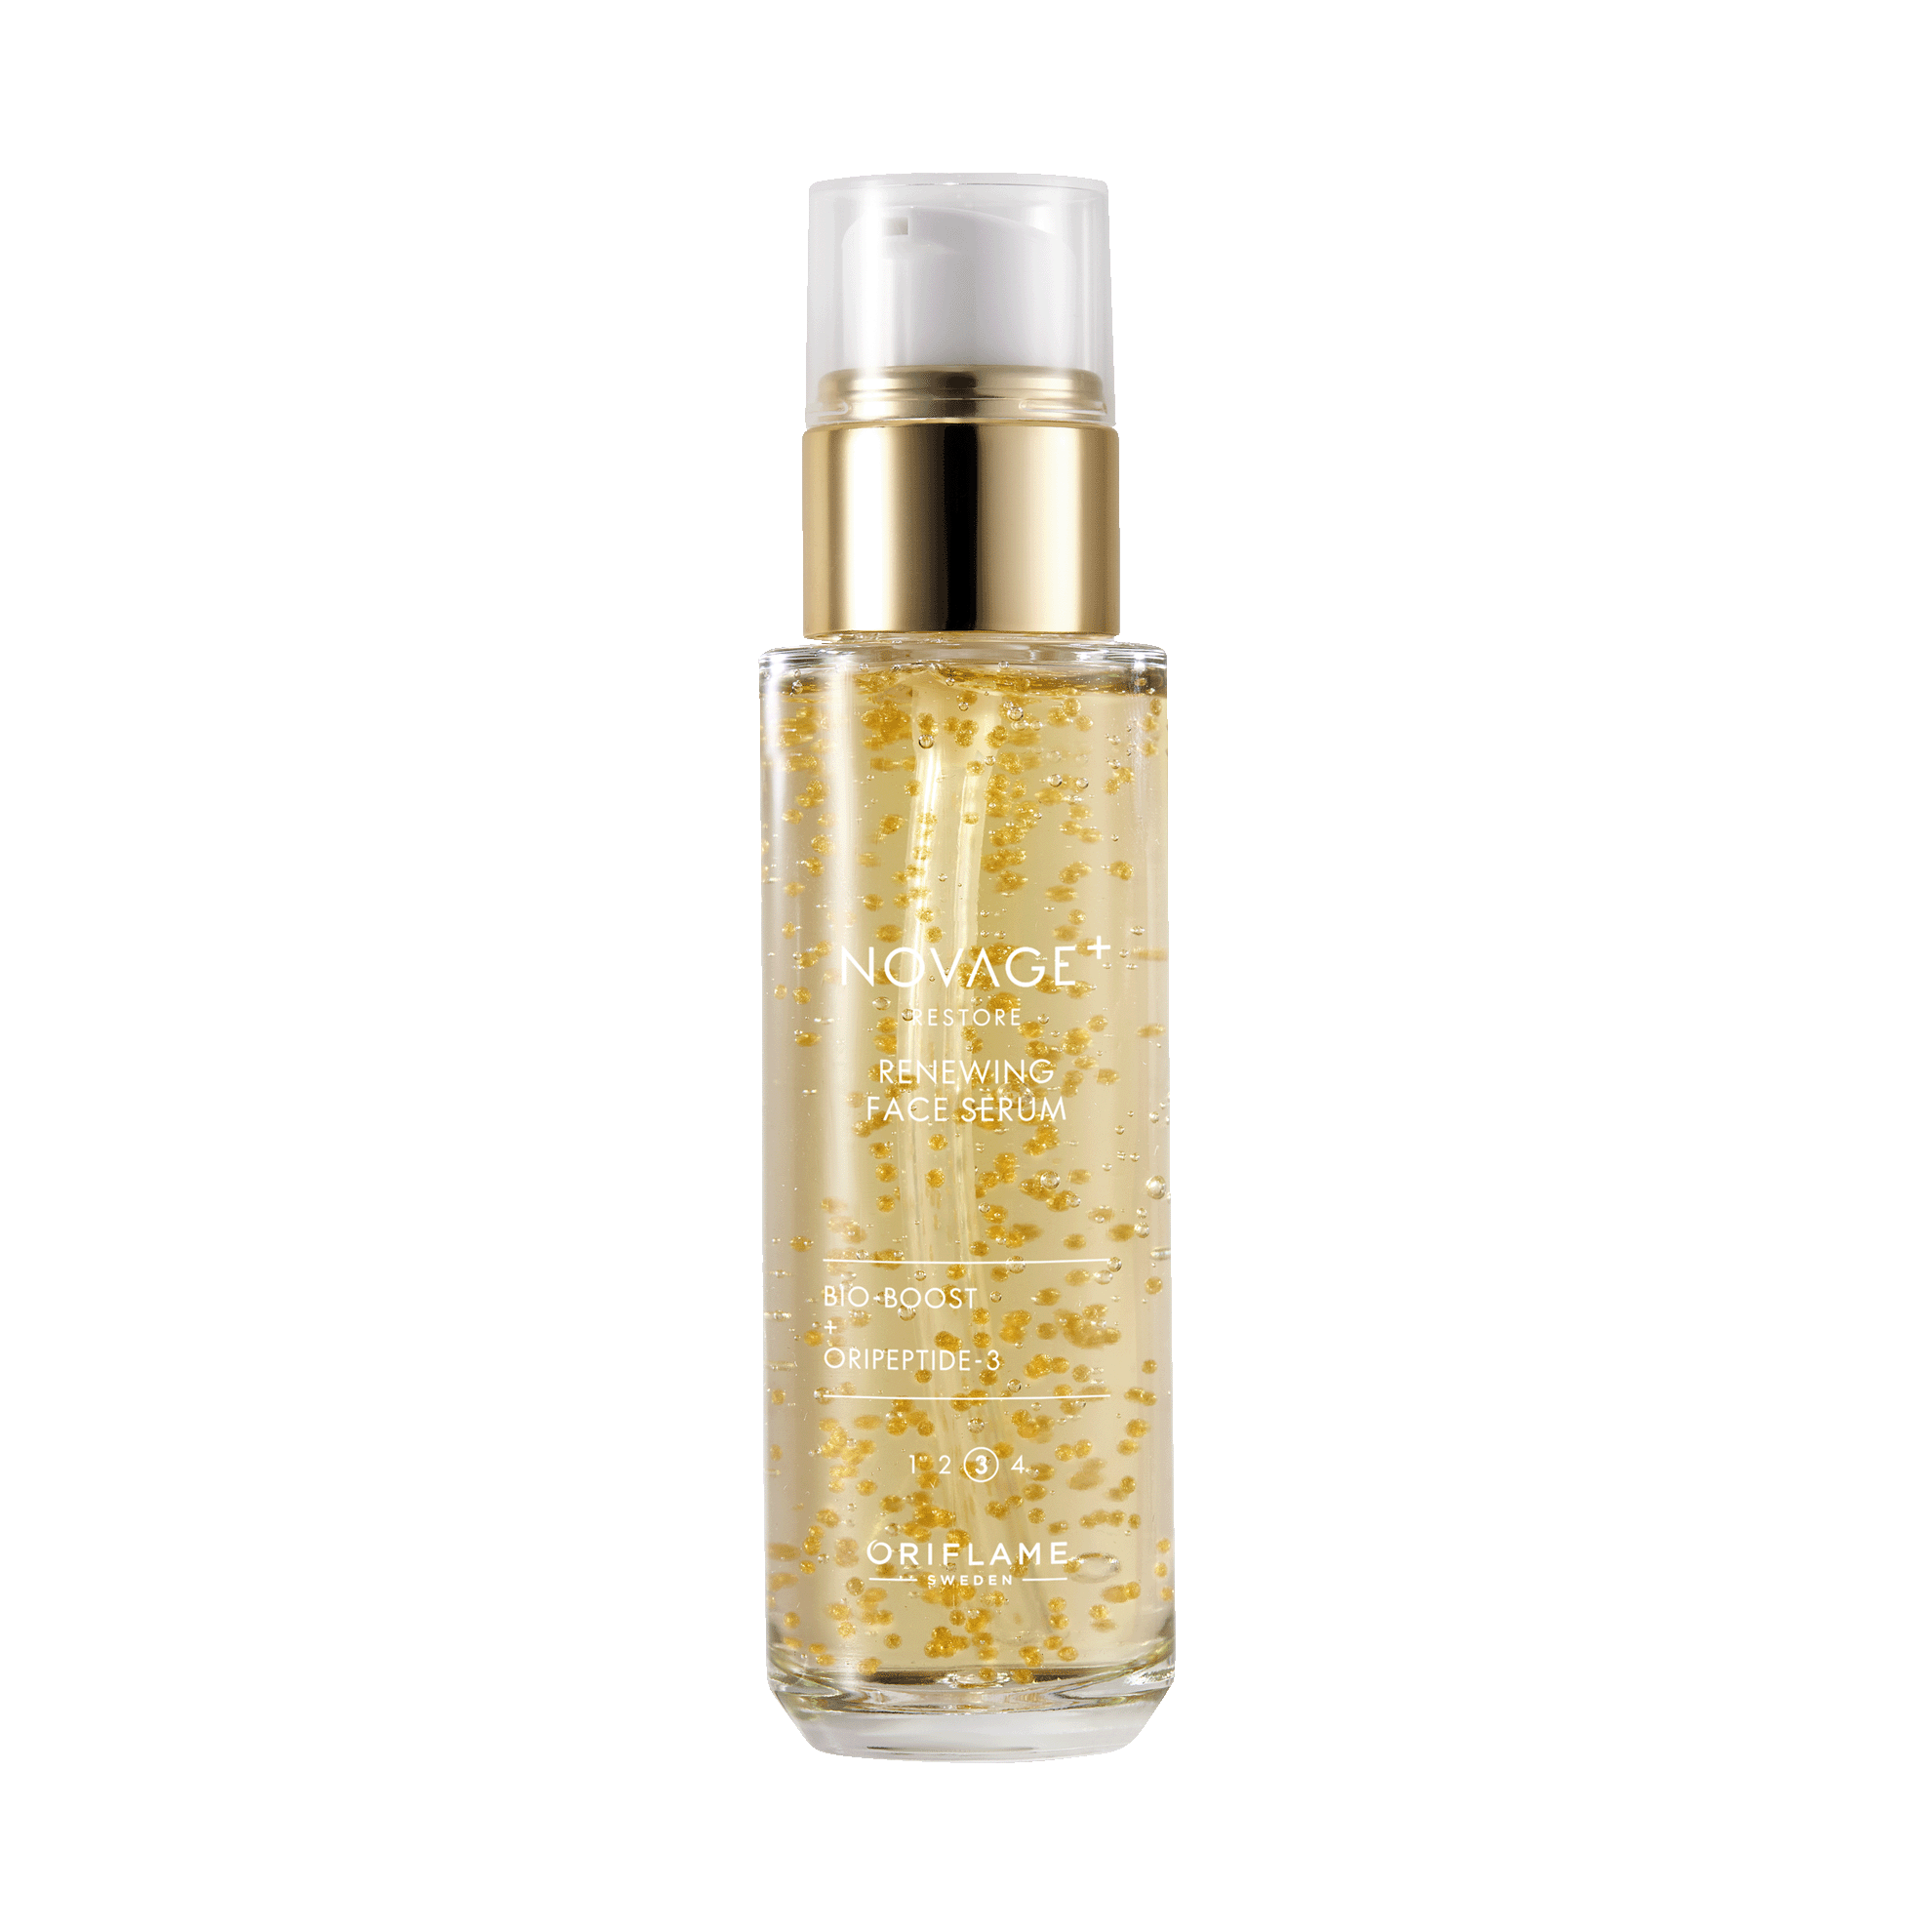 NOVAGE+
RESTORE
RENEWING
FACE SERUM
BIO-BOOST
+
ORIPEPTIDE-3
1 2 3 4
ORIFLAME
SWEDEN